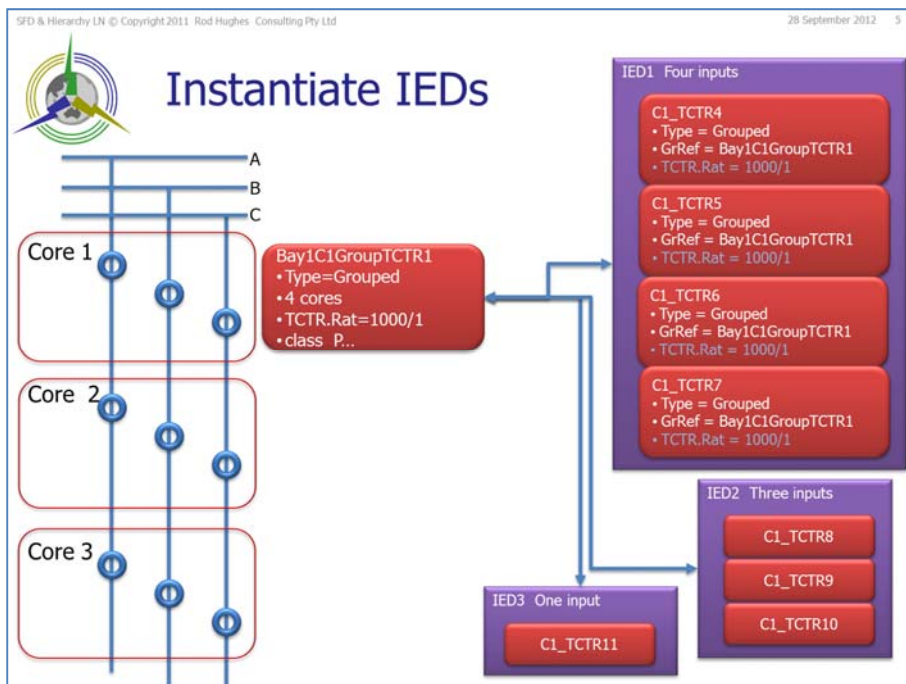 SFD & Hierarchy LN © Copyright 2011 Rod Hughes Consulting Pty Ltd
28 September 2012 5
Instantiate IEDs
A
B
C
Core 1
Core 2
Core 3
Bay1C1GroupTCTR1
•Type=Grouped
•4 cores
•TCTR.Rat=1000/1
•class P...
IED1 Four inputs
C1_TCTR4
• Type = Grouped
• GrRef = Bay1C1GroupTCTR1
• TCTR.Rat = 1000/1
C1_TCTR5
• Type = Grouped
• GrRef = Bay1C1GroupTCTR1
• TCTR.Rat = 1000/1
C1_TCTR6
• Type = Grouped
• GrRef = Bay1C1GroupTCTR1
• TCTR.Rat = 1000/1
C1_TCTR7
• Type = Grouped
• GrRef = Bay1C1GroupTCTR1
• TCTR.Rat = 1000/1
IED2 Three inputs
C1_TCTR8
C1_TCTR9
C1_TCTR10
IED3 One input
C1_TCTR11